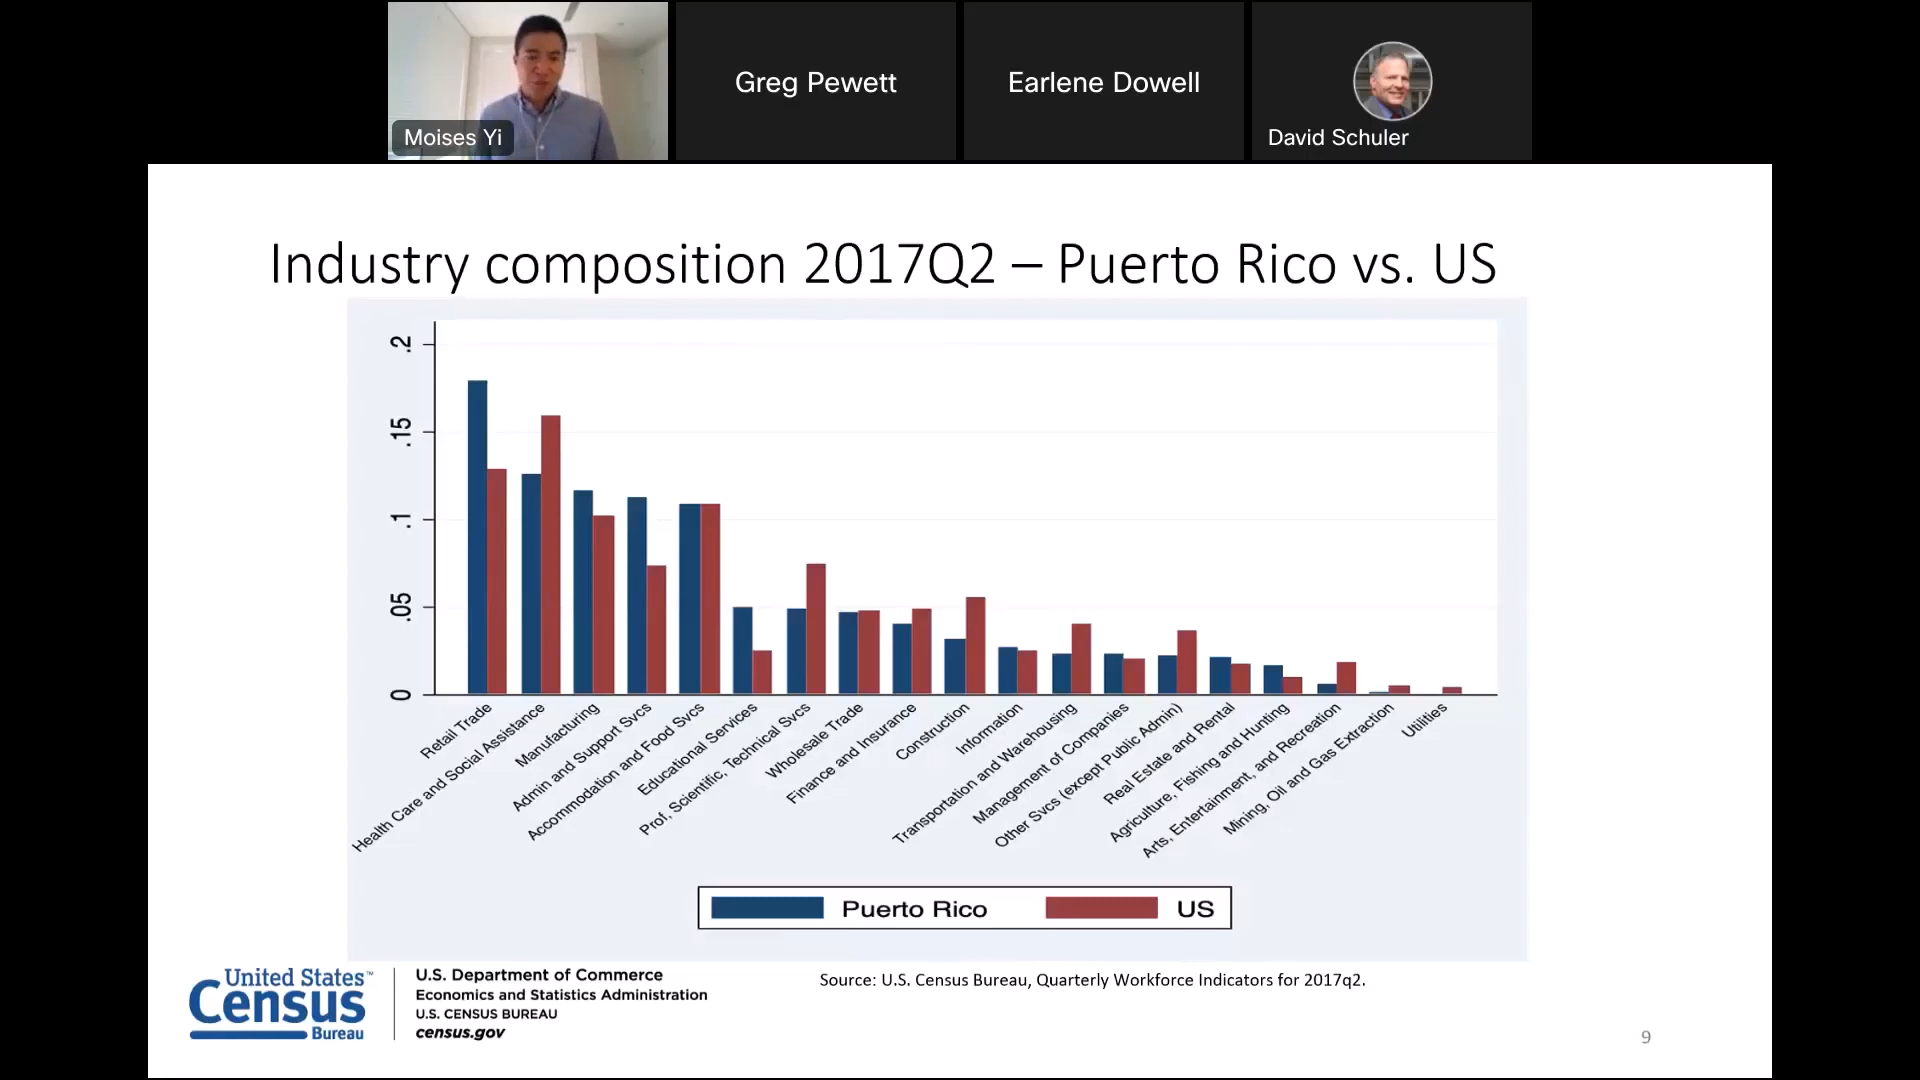 Moises Yi
Greg Pewett
Earlene Dowell
David Schuler
Industry composition 2017Q2 – Puerto Rico vs. US
.2
.15
.1
.05
0
Retail Trade
Health Care and Social Assistance
Manufacturing
Admin and Support Svcs
Accommodation and Food Svcs
Educational Services
Prof, Scientific, Technical Svcs
Wholesale Trade
Finance and Insurance
Construction
Information
Transportation and Warehousing
Management of Companies
Other Svcs (except Public Admin)
Real Estate and Rental
Agriculture, Fishing and Hunting
Arts, Entertainment, and Recreation
Mining, Oil and Gas Extraction
Utilities
Puerto Rico
US
United States™
Census
Bureau
U.S. Department of Commerce
Economics and Statistics Administration
U.S. CENSUS BUREAU
census.gov
Source: U.S. Census Bureau, Quarterly Workforce Indicators for 2017q2.
9